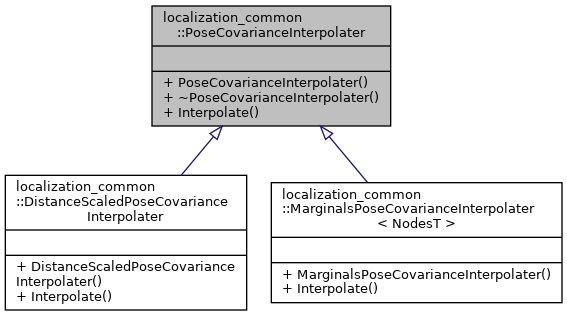 localization_common
::PoseCovarianceInterpolater
+ PoseCovarianceInterpolater()
+ ~PoseCovarianceInterpolater()
+ Interpolate()
localization_common
::DistanceScaledPoseCovariance
Interpolater
+ DistanceScaledPoseCovariance
Interpolater()
+ Interpolate()
localization_common
::MarginalsPoseCovarianceInterpolater
< NodesT >
+ MarginalsPoseCovarianceInterpolater()
+ Interpolate()